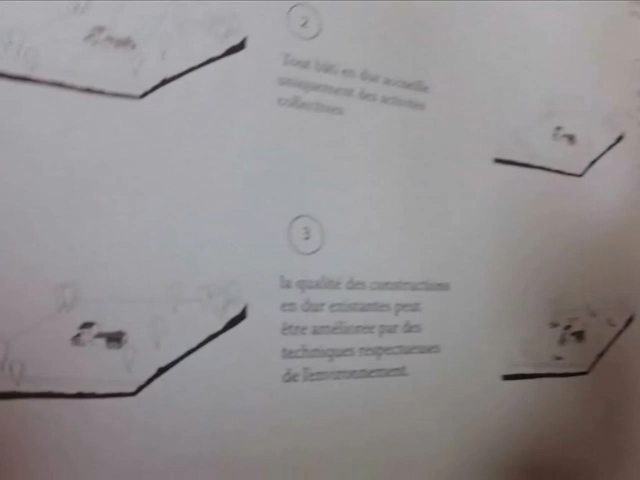 2
Tout bâti en dur accueille
uniquement des activités
collectives
3
la qualité des constructions
en dur existantes peut
être améliorée par des
techniques respectueuses
de l'environnement.